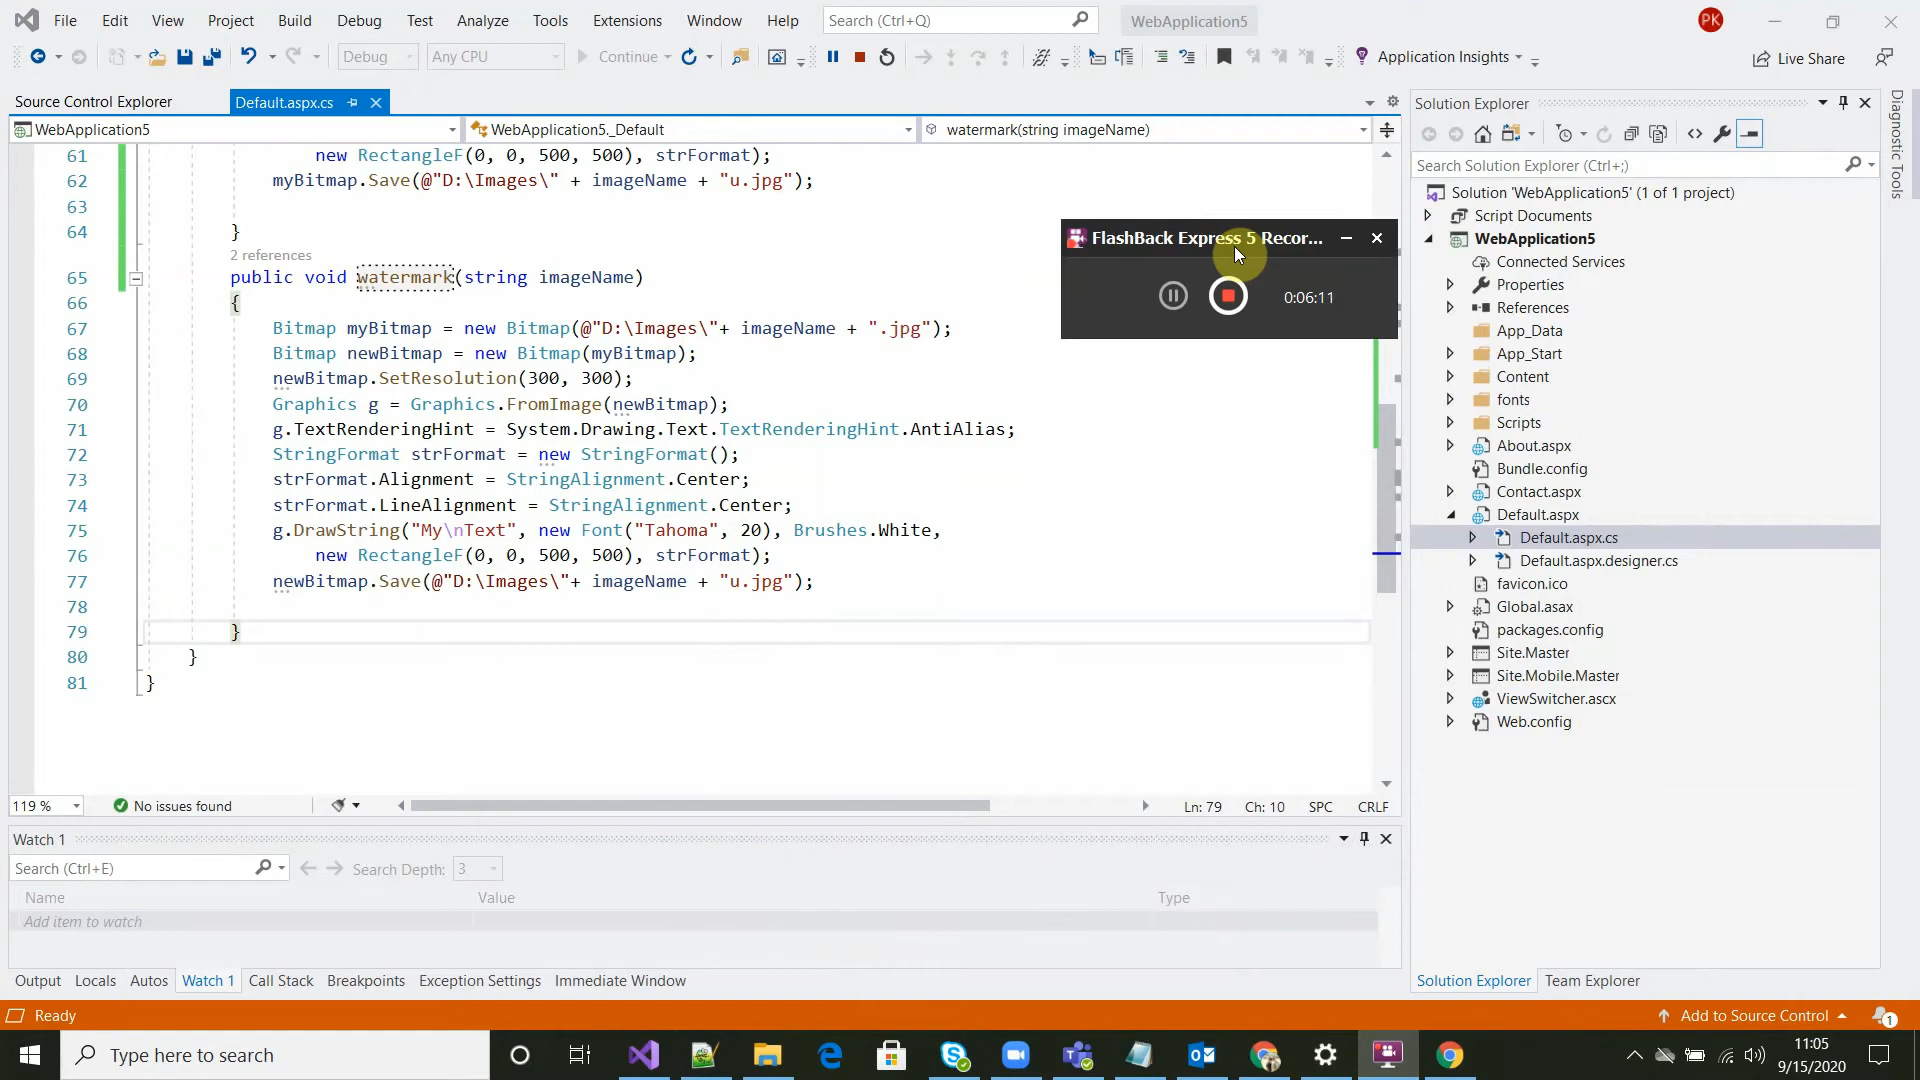 File Edit View Project Build Debug Test Analyze Tools Extensions Window Help Search (Ctrl+Q) WebApplication5 PK
Debug Any CPU Continue Application Insights Live Share
Source Control Explorer Default.aspx.cs
WebApplication5 WebApplication5._Default watermark(string imageName)
61 new RectangleF(0, 0, 500, 500), strFormat);
62 myBitmap.Save(@"D:\Images\" + imageName + "u.jpg");
63
64 }
2 references
65 public void watermark(string imageName)
66 {
67 Bitmap myBitmap = new Bitmap(@"D:\Images\"+ imageName + ".jpg");
68 Bitmap newBitmap = new Bitmap(myBitmap);
69 newBitmap.SetResolution(300, 300);
70 Graphics g = Graphics.FromImage(newBitmap);
71 g.TextRenderingHint = System.Drawing.Text.TextRenderingHint.AntiAlias;
72 StringFormat strFormat = new StringFormat();
73 strFormat.Alignment = StringAlignment.Center;
74 strFormat.LineAlignment = StringAlignment.Center;
75 g.DrawString("My\nText", new Font("Tahoma", 20), Brushes.White,
76 new RectangleF(0, 0, 500, 500), strFormat);
77 newBitmap.Save(@"D:\Images\"+ imageName + "u.jpg");
78
79 }
80 }
81 }
FlashBack Express 5 Recor...
0:06:11
119 % No issues found Ln: 79 Ch: 10 SPC CRLF
Watch 1
Search (Ctrl+E) Search Depth: 3
Name Value Type
Add item to watch
Output Locals Autos Watch 1 Call Stack Breakpoints Exception Settings Immediate Window
Solution Explorer
Search Solution Explorer (Ctrl+;)
Solution 'WebApplication5' (1 of 1 project)
Script Documents
WebApplication5
Connected Services
Properties
References
App_Data
App_Start
Content
fonts
Scripts
About.aspx
Bundle.config
Contact.aspx
Default.aspx
Default.aspx.cs
Default.aspx.designer.cs
favicon.ico
Global.asax
packages.config
Site.Master
Site.Mobile.Master
ViewSwitcher.ascx
Web.config
Solution Explorer Team Explorer
Diagnostic Tools
Ready Add to Source Control 1
Type here to search
11:05
9/15/2020